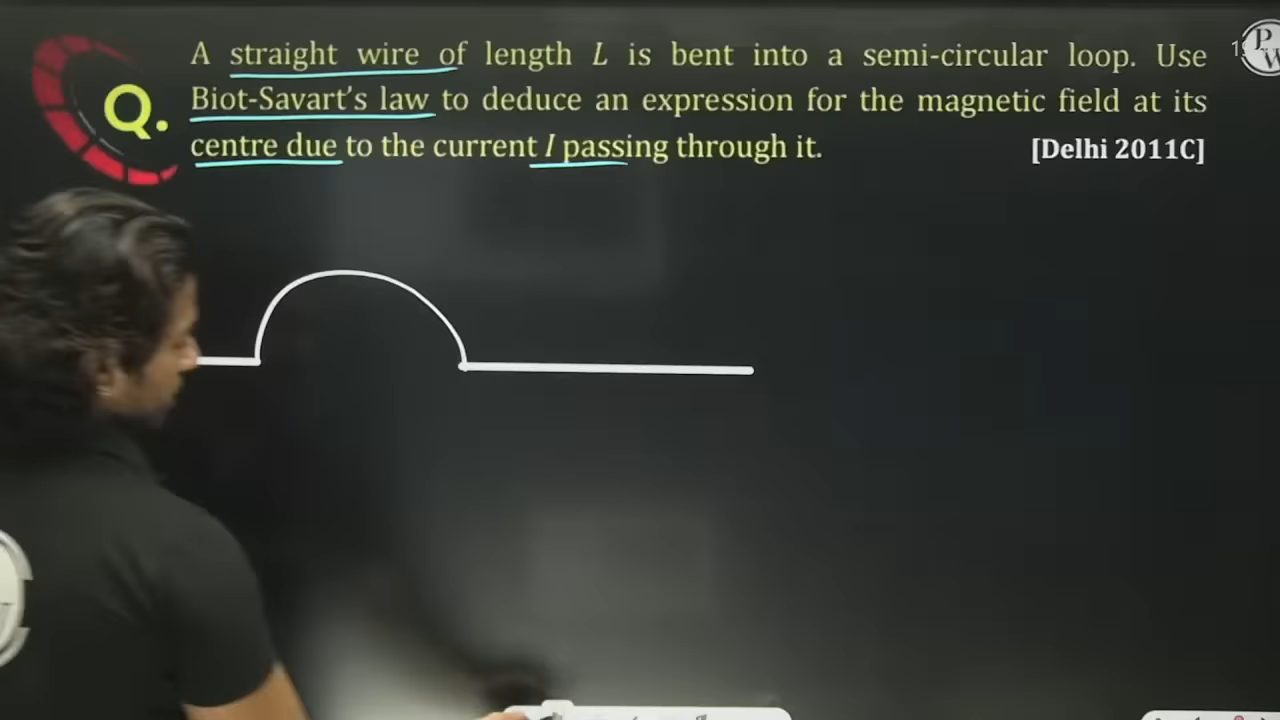 A straight wire of length L is bent into a semi-circular loop. Use
Q. Biot-Savart's law to deduce an expression for the magnetic field at its
centre due to the current I passing through it. [Delhi 2011C]
P
W